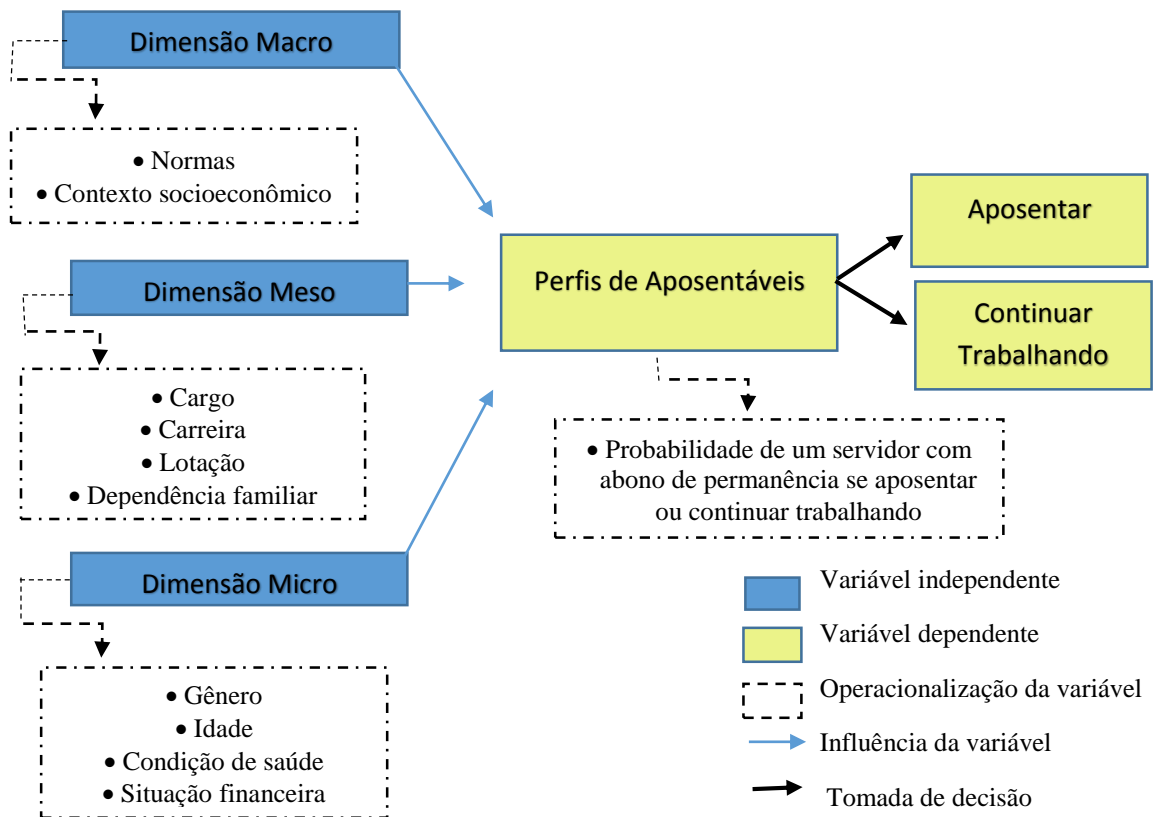 Dimensão Macro
• Normas
• Contexto socioeconômico
Dimensão Meso
• Cargo
• Carreira
• Lotação
• Dependência familiar
Dimensão Micro
• Gênero
• Idade
• Condição de saúde
• Situação financeira
Perfis de Aposentáveis
• Probabilidade de um servidor com
abono de permanência se aposentar
ou continuar trabalhando
Aposentar
Continuar
Trabalhando
Variável independente
Variável dependente
Operacionalização da variável
Influência da variável
Tomada de decisão